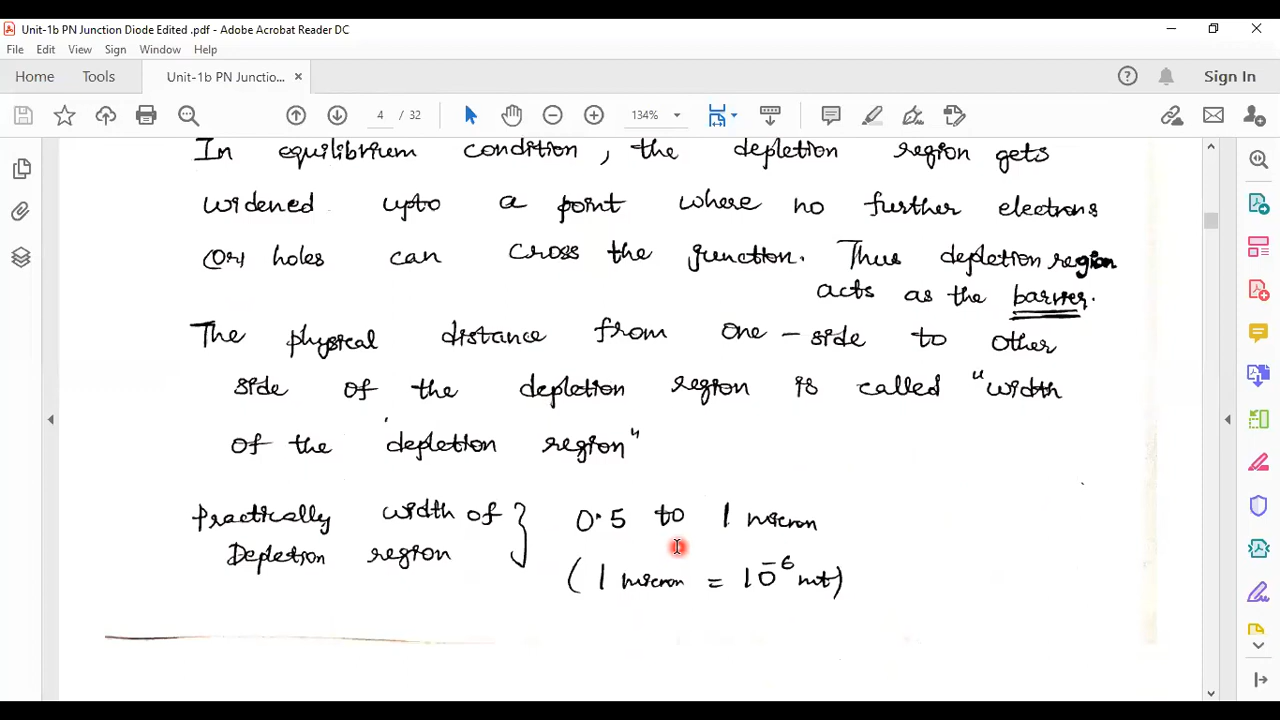 Unit-1b PN Junction Diode Edited .pdf - Adobe Acrobat Reader DC
File Edit View Sign Window Help
Home Tools Unit-1b PN Junctio... × Sign In
4 / 32 134%
In equilibrium condition, the depletion region gets
widened upto a point where no further electrons
(or) holes can cross the junction. Thus depletion region
acts as the barrier.
The physical distance from one - side to other
side of the depletion region is called "width
of the depletion region"
Practically width of } 0.5 to 1 micron
Depletion region
(1 micron = 10⁻⁶ mt)